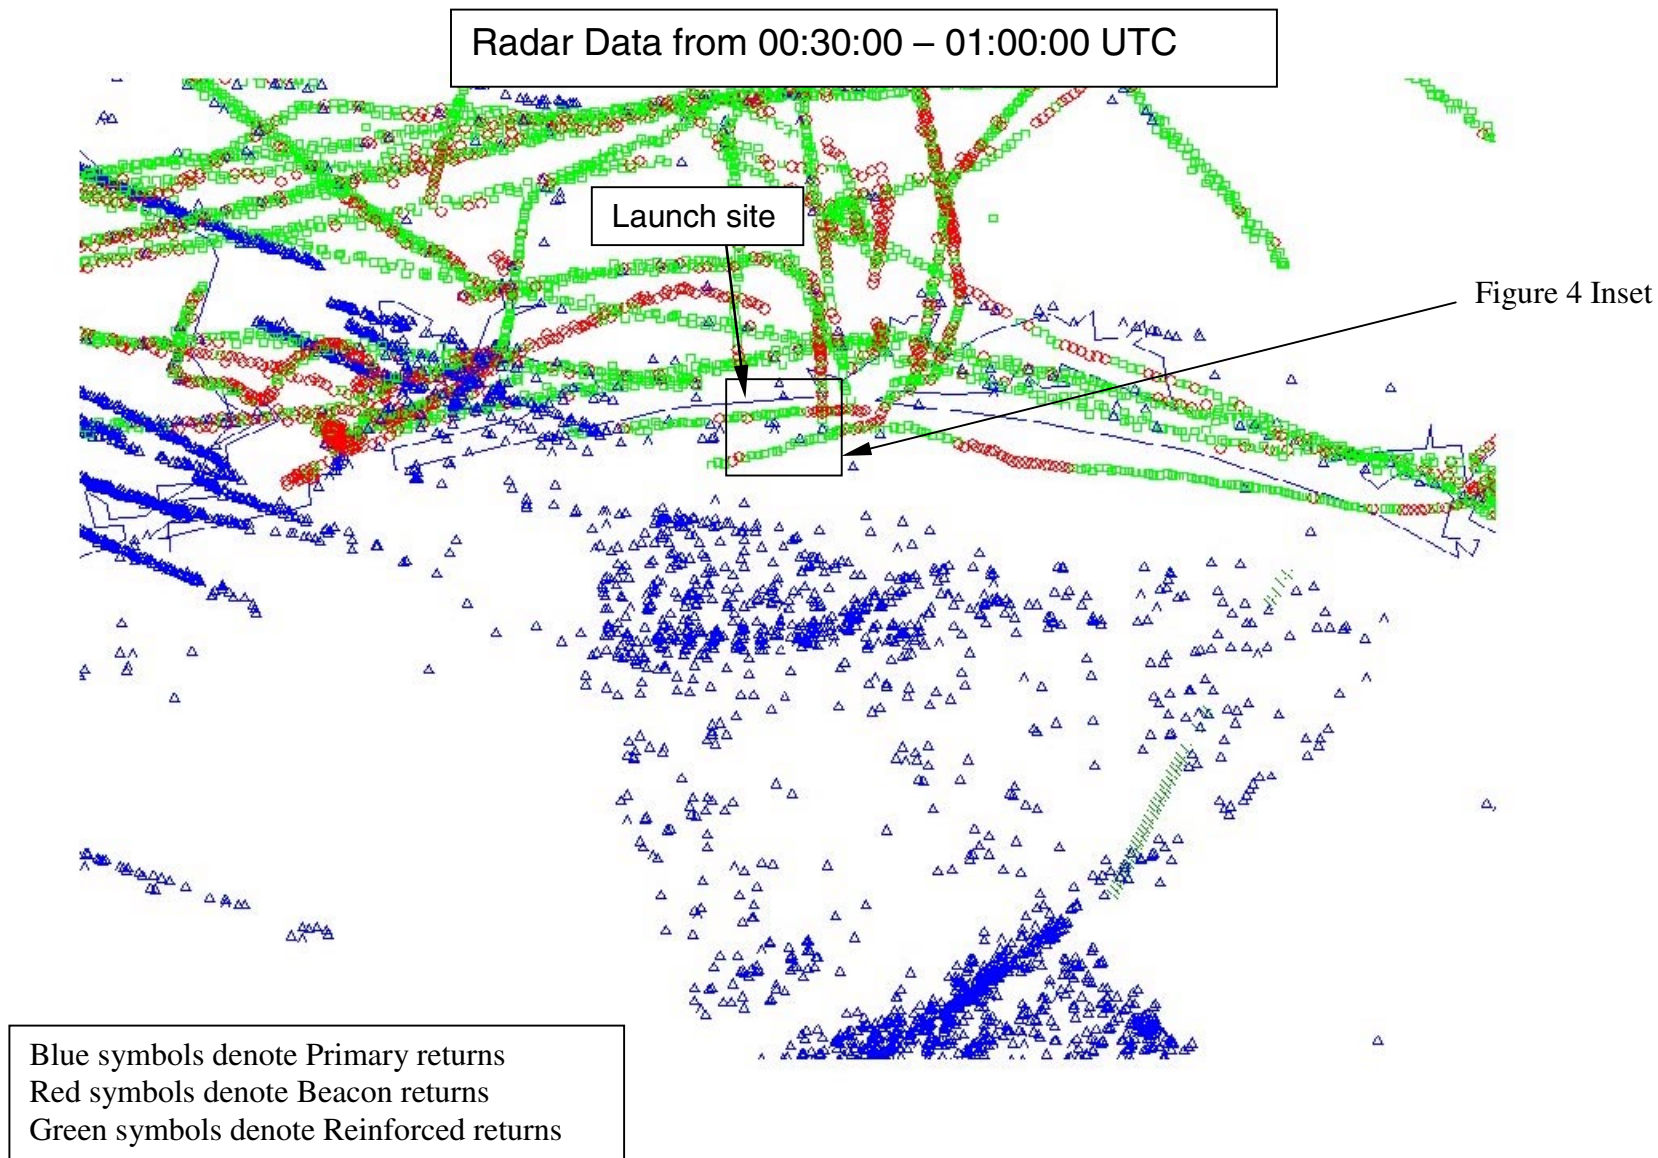 Radar Data from 00:30:00 – 01:00:00 UTC
Launch site
Figure 4 Inset
Blue symbols denote Primary returns
Red symbols denote Beacon returns
Green symbols denote Reinforced returns